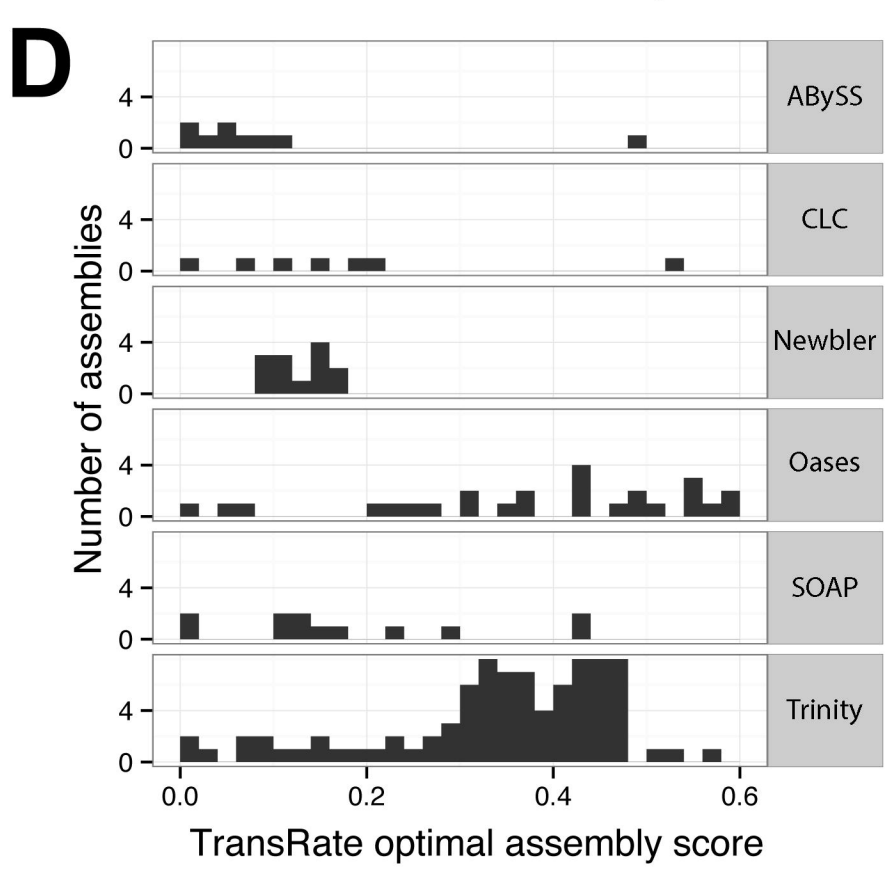 D
4
0
ABySS
4
0
CLC
4
0
Newbler
4
0
Oases
4
0
SOAP
4
0
Trinity
Number of assemblies
0.0 0.2 0.4 0.6
TransRate optimal assembly score